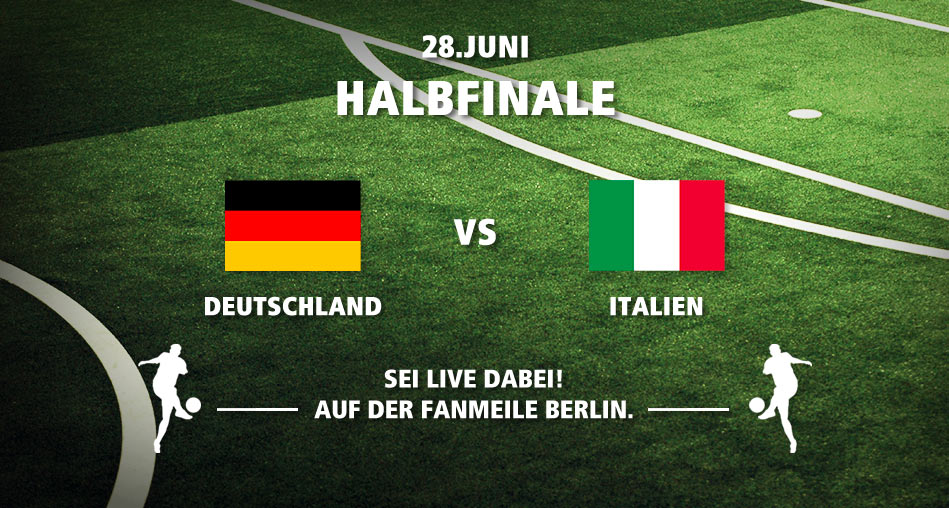 28.JUNI
HALBFINALE
VS
DEUTSCHLAND
ITALIEN
SEI LIVE DABEI!
AUF DER FANMEILE BERLIN.